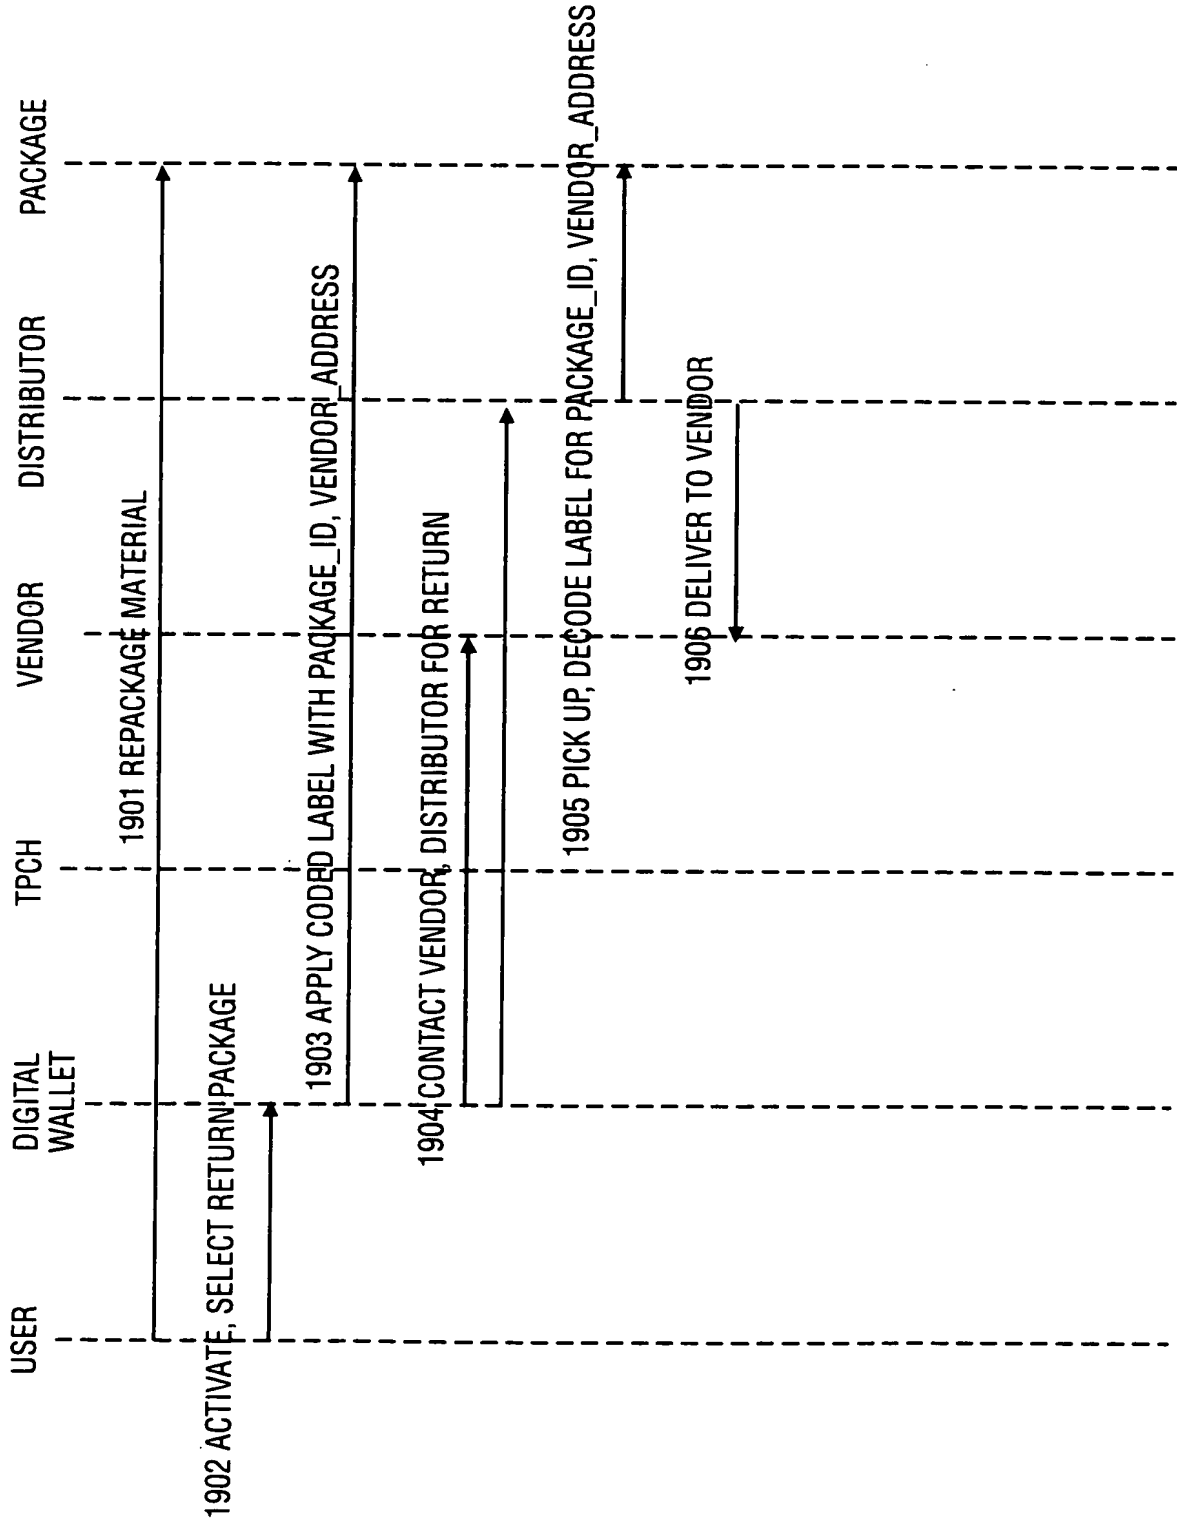 USER
DIGITAL
WALLET
TPCH
VENDOR
DISTRIBUTOR
PACKAGE
1901 REPACKAGE MATERIAL
1902 ACTIVATE, SELECT RETURN PACKAGE
1903 APPLY CODED LABEL WITH PACKAGE_ID, VENDOR_ADDRESS
1904 CONTACT VENDOR, DISTRIBUTOR FOR RETURN
1905 PICK UP, DECODE LABEL FOR PACKAGE_ID, VENDOR_ADDRESS
1906 DELIVER TO VENDOR